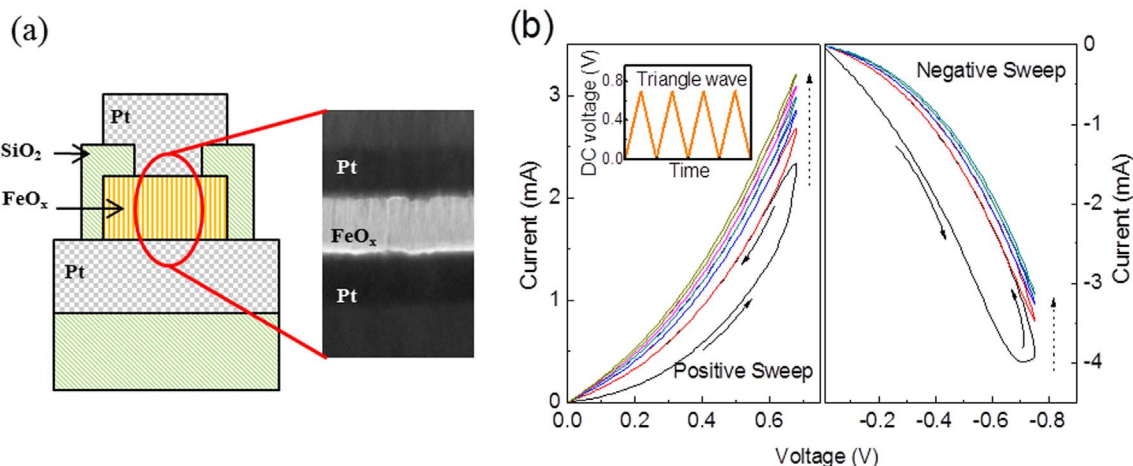 (a)
Pt
SiO₂
FeOₓ
Pt
Pt
FeOₓ
Pt
(b)
Current (mA)
3
2
1
0
DC voltage (V)
0.8
0.4
0.0
Triangle wave
Time
Positive Sweep
0.0 0.2 0.4 0.6
Negative Sweep
-0.2 -0.4 -0.6 -0.8
0
-1
-2
-3
-4
Current (mA)
Voltage (V)